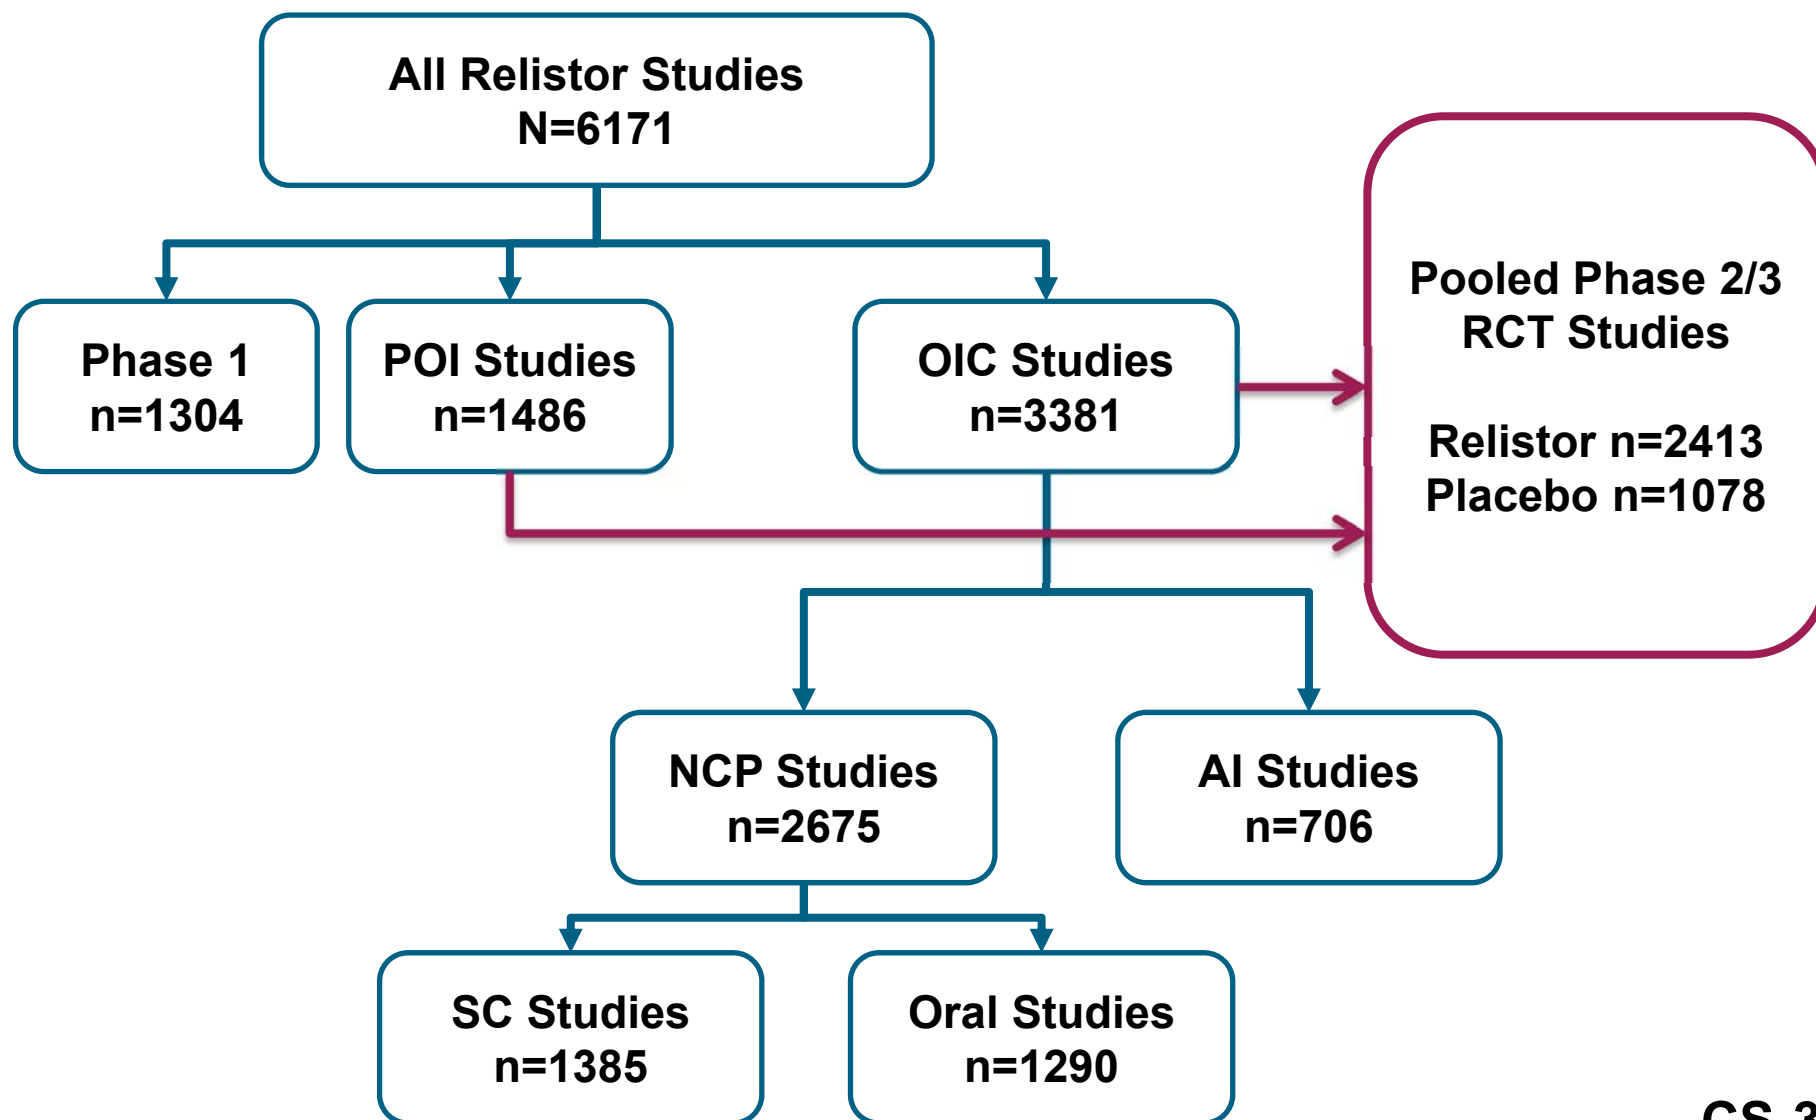 All Relistor Studies
N=6171
Phase 1
n=1304
POI Studies
n=1486
OIC Studies
n=3381
Pooled Phase 2/3
RCT Studies
Relistor n=2413
Placebo n=1078
NCP Studies
n=2675
AI Studies
n=706
SC Studies
n=1385
Oral Studies
n=1290